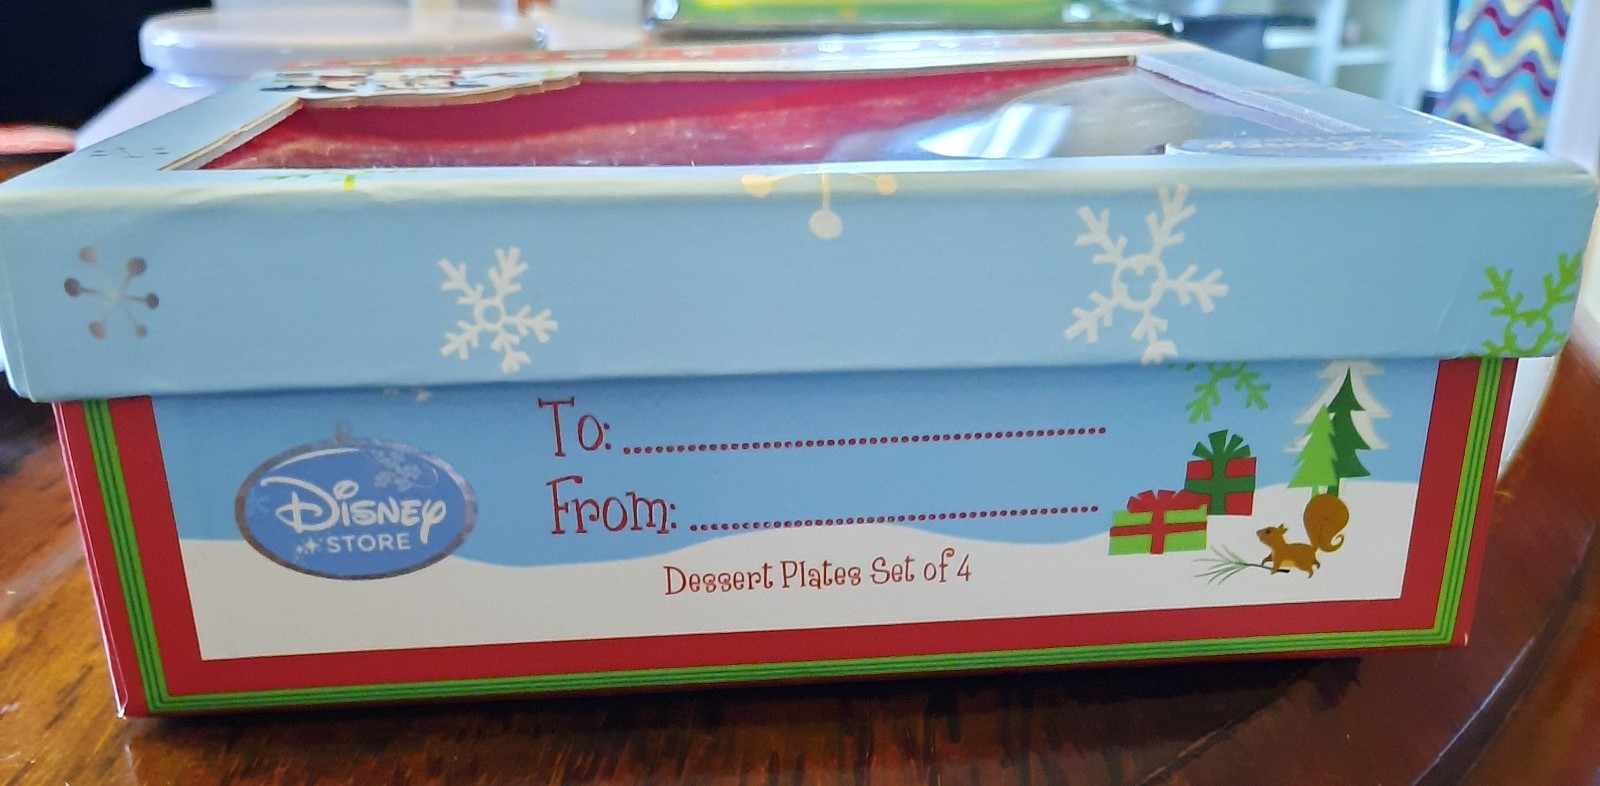 To:
From:
Disney
STORE
Dessert Plates Set of 4